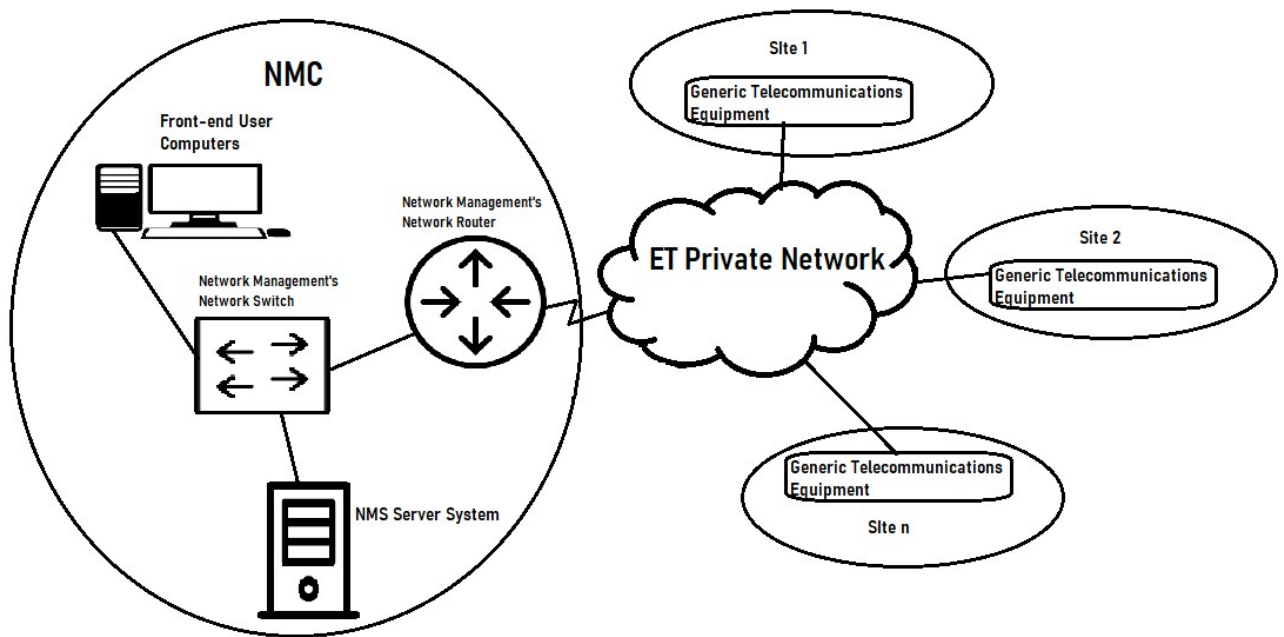 NMC
Front-end User
Computers
Network Management's
Network Router
Network Management's
Network Switch
NMS Server System
ET Private Network
SIte 1
Generic Telecommunications
Equipment
Site 2
Generic Telecommunications
Equipment
Generic Telecommunications
Equipment
SIte n